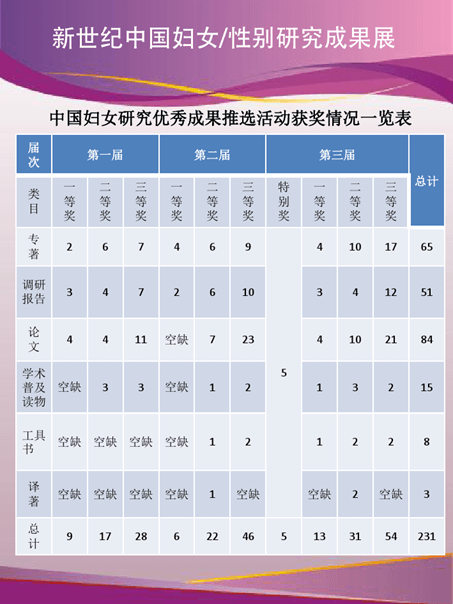 新世纪中国妇女/性别研究成果展
中国妇女研究优秀成果推选活动获奖情况一览表
届次 第一届 第二届 第三届 总计
类目 一等奖 二等奖 三等奖 一等奖 二等奖 三等奖 特别奖 一等奖 二等奖 三等奖
专著 2 6 7 4 6 9 4 10 17 65
调研报告 3 4 7 2 6 10 3 4 12 51
论文 4 4 11 空缺 7 23 4 10 21 84
5
学术普及读物 空缺 3 3 空缺 1 2 1 3 2 15
工具书 空缺 空缺 空缺 空缺 1 2 1 2 2 8
译著 空缺 空缺 空缺 空缺 1 空缺 空缺 2 空缺 3
总计 9 17 28 6 22 46 5 13 31 54 231